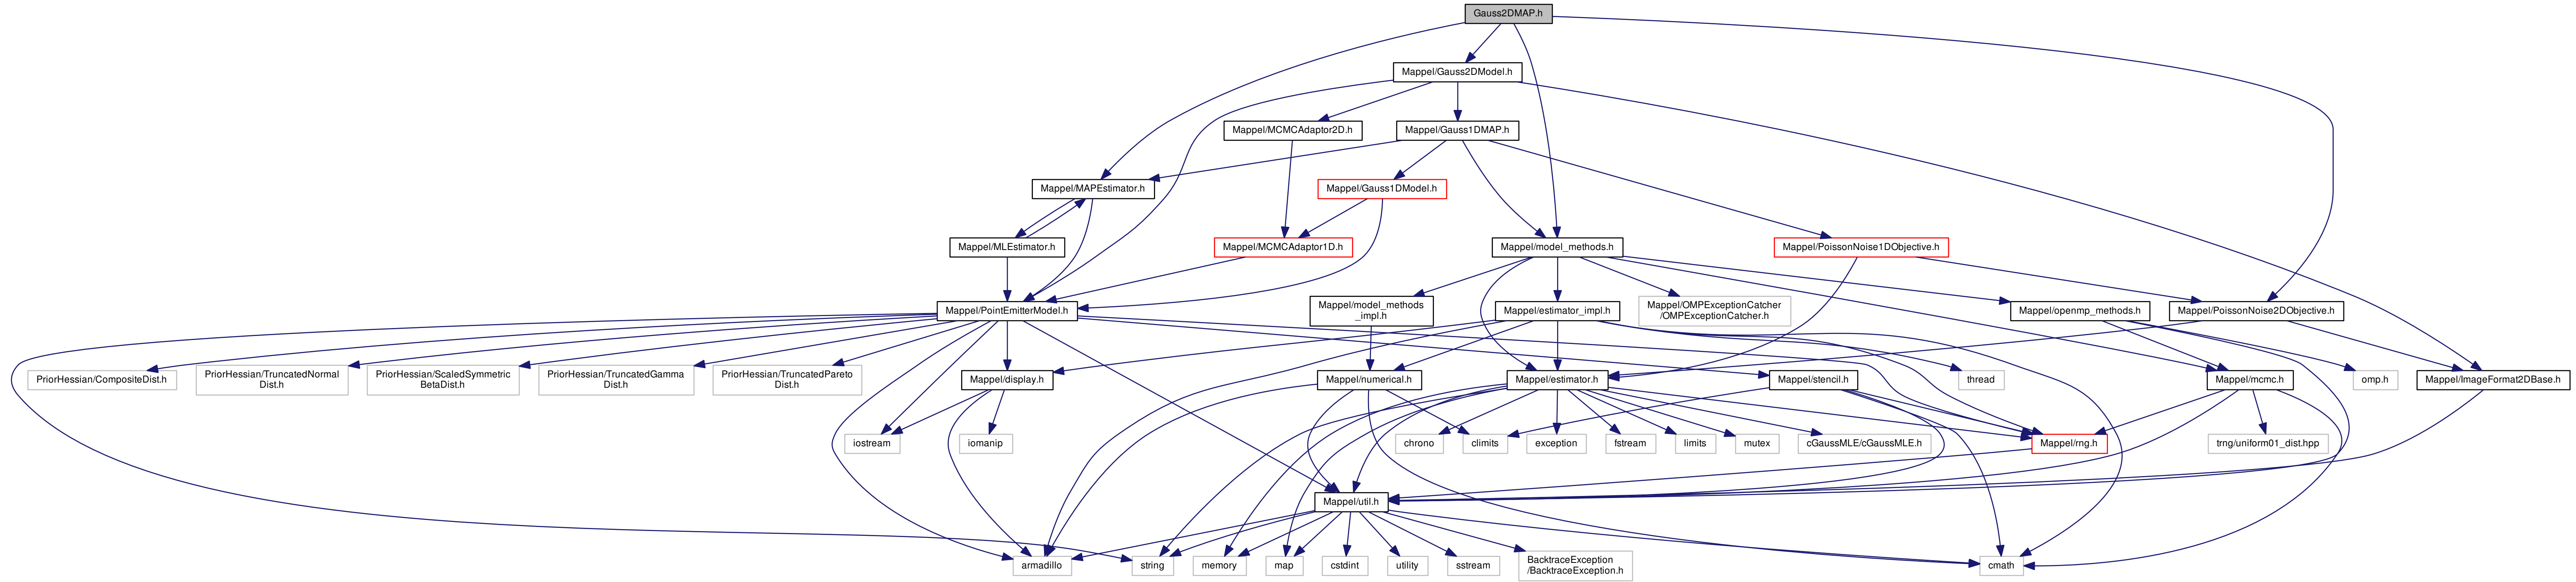 Gauss2DMAP.h
Mappel/Gauss2DModel.h
Mappel/MCMCAdaptor2D.h
Mappel/Gauss1DMAP.h
Mappel/MAPEstimator.h
Mappel/Gauss1DModel.h
Mappel/MLEstimator.h
Mappel/MCMCAdaptor1D.h
Mappel/model_methods.h
Mappel/PoissonNoise1DObjective.h
Mappel/PointEmitterModel.h
Mappel/model_methods
_impl.h
Mappel/estimator_impl.h
Mappel/OMPExceptionCatcher
/OMPExceptionCatcher.h
Mappel/openmp_methods.h
Mappel/PoissonNoise2DObjective.h
PriorHessian/CompositeDist.h
PriorHessian/TruncatedNormal
Dist.h
PriorHessian/ScaledSymmetric
BetaDist.h
PriorHessian/TruncatedGamma
Dist.h
PriorHessian/TruncatedPareto
Dist.h
Mappel/display.h
Mappel/numerical.h
Mappel/estimator.h
Mappel/stencil.h
thread
Mappel/mcmc.h
omp.h
Mappel/ImageFormat2DBase.h
iostream
iomanip
chrono
climits
exception
fstream
limits
mutex
cGaussMLE/cGaussMLE.h
Mappel/rng.h
trng/uniform01_dist.hpp
Mappel/util.h
armadillo
string
memory
map
cstdint
utility
sstream
BacktraceException
/BacktraceException.h
cmath